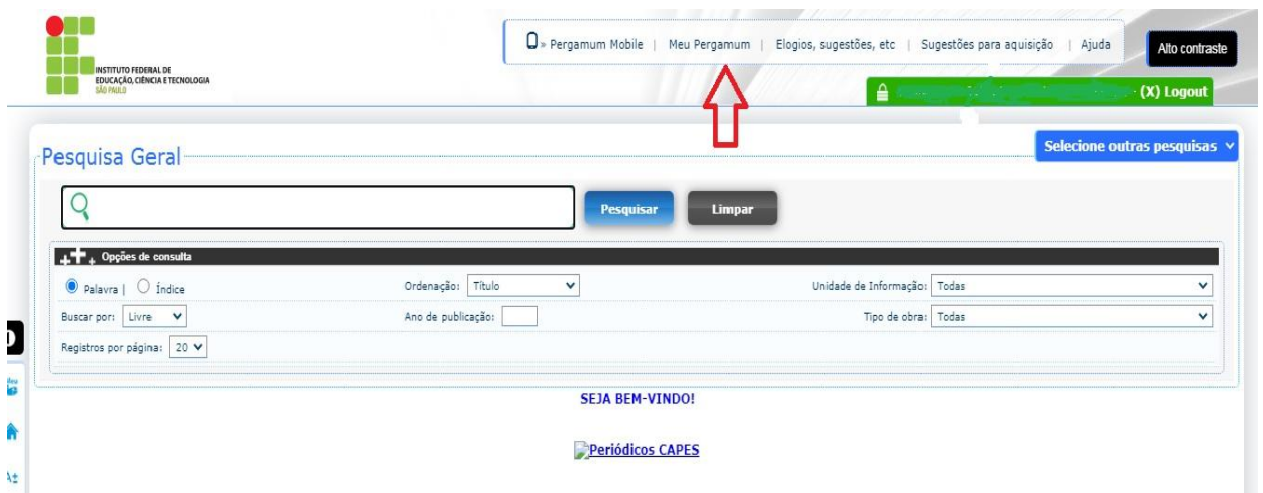 » Pergamum Mobile | Meu Pergamum | Elogios, sugestões, etc | Sugestões para aquisição | Ajuda
Alto contraste
INSTITUTO FEDERAL DE
EDUCAÇÃO, CIÊNCIA E TECNOLOGIA
SÃO PAULO
(X) Logout
Selecione outras pesquisas
Pesquisa Geral
Pesquisar
Limpar
Opções de consulta
Palavra | Índice
Ordenação: Título
Unidade de Informação: Todas
Buscar por: Livre
Ano de publicação:
Tipo de obra: Todas
Registros por página: 20
Meu
A±
SEJA BEM-VINDO!
Periódicos CAPES